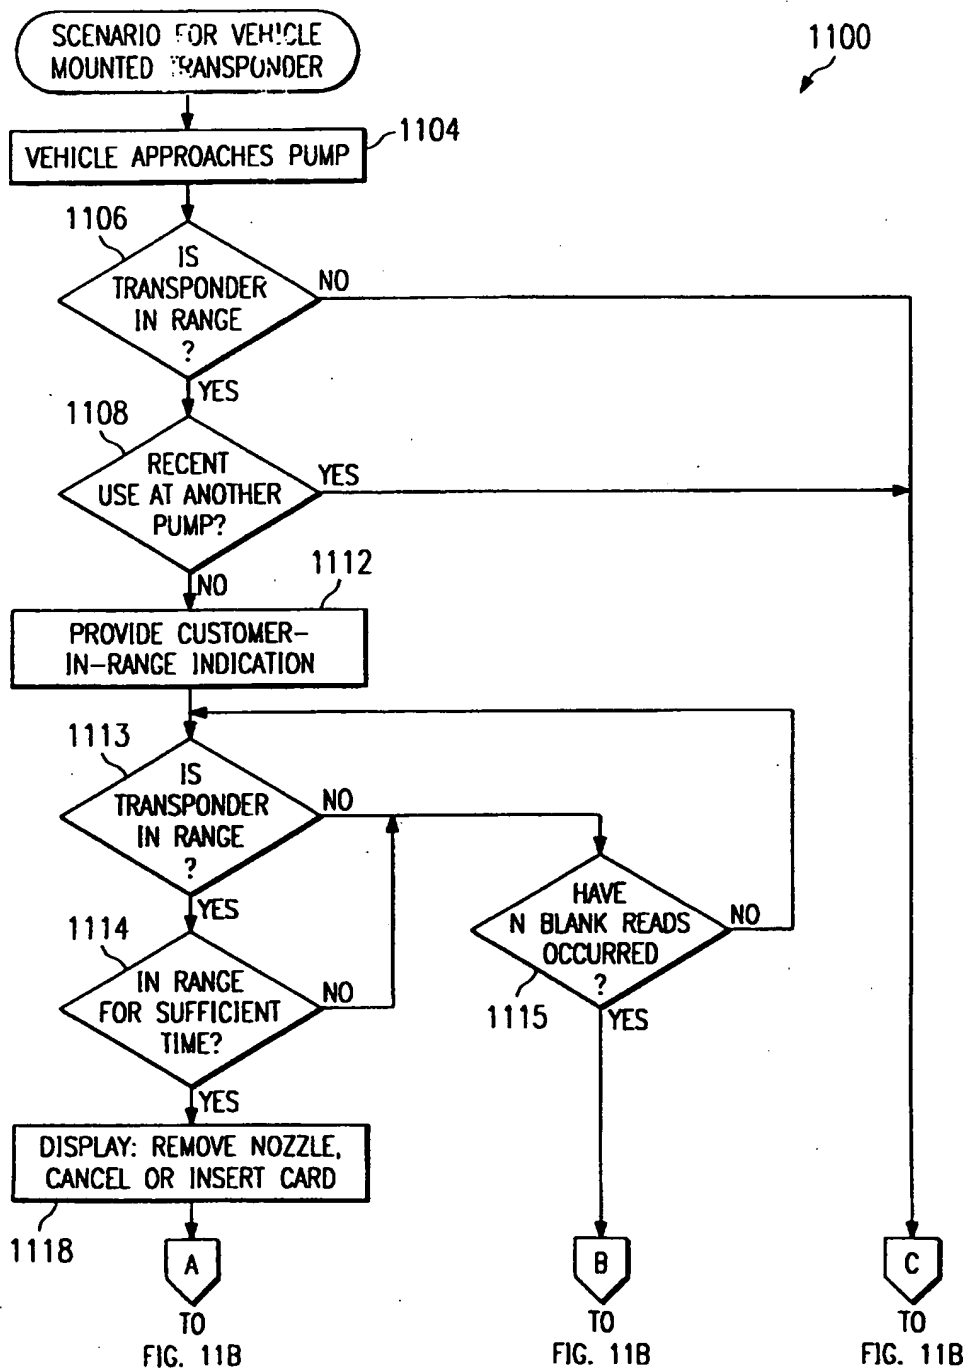 SCENARIO FOR VEHICLE
MOUNTED TRANSPONDER
1100
1104
VEHICLE APPROACHES PUMP
1106
IS
TRANSPONDER
IN RANGE
?
NO
YES
1108
RECENT
USE AT ANOTHER
PUMP?
YES
NO
1112
PROVIDE CUSTOMER-
IN-RANGE INDICATION
1113
IS
TRANSPONDER
IN RANGE
?
NO
YES
HAVE
N BLANK READS
OCCURRED
?
NO
1115
YES
1114
IN RANGE
FOR SUFFICIENT
TIME?
NO
YES
DISPLAY: REMOVE NOZZLE,
CANCEL OR INSERT CARD
1118
A
TO
FIG. 11B
B
TO
FIG. 11B
C
TO
FIG. 11B